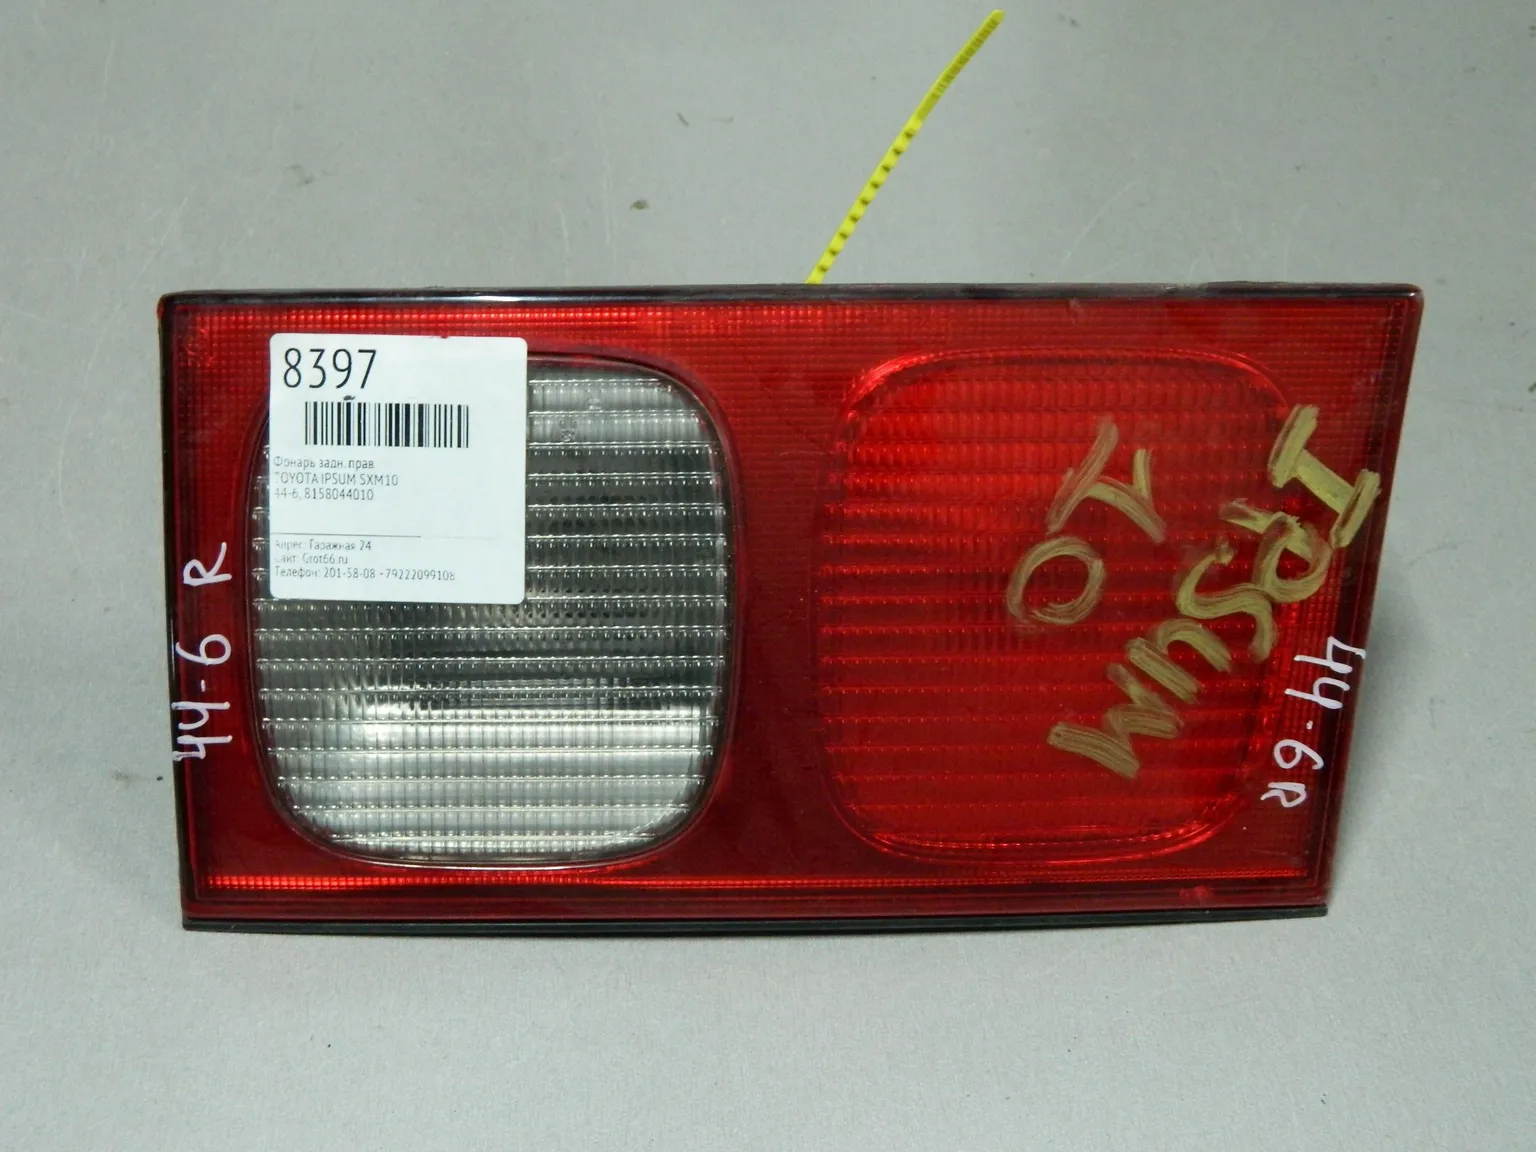 8397
Фонарь задн. прав
TOYOTA IPSUM SXM10
44-6, 8158044010
Адрес: Гаражная 24
Сайт: Grot66.ru
Телефон: 201-58-08 +79222099108
44-6 R
TO
IPSUM
44-6R